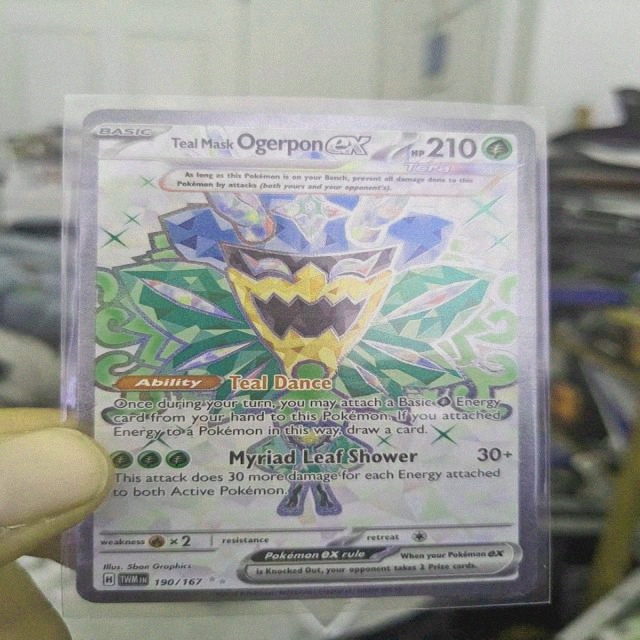 BASIC
Teal Mask Ogerpon ex HP 210
Tera
As long as this Pokémon is on your Bench, prevent all damage done to this
Pokémon by attacks (both yours and your opponent's).
Ability Teal Dance
Once during your turn, you may attach a Basic Energy
card from your hand to this Pokémon. If you attached
Energy to a Pokémon in this way, draw a card.
Myriad Leaf Shower 30+
This attack does 30 more damage for each Energy attached
to both Active Pokémon.
weakness ×2 resistance retreat
Pokémon ex rule When your Pokémon ex
is Knocked Out, your opponent takes 2 Prize cards.
Illus. 5ban Graphics
H TWM EN 190/167